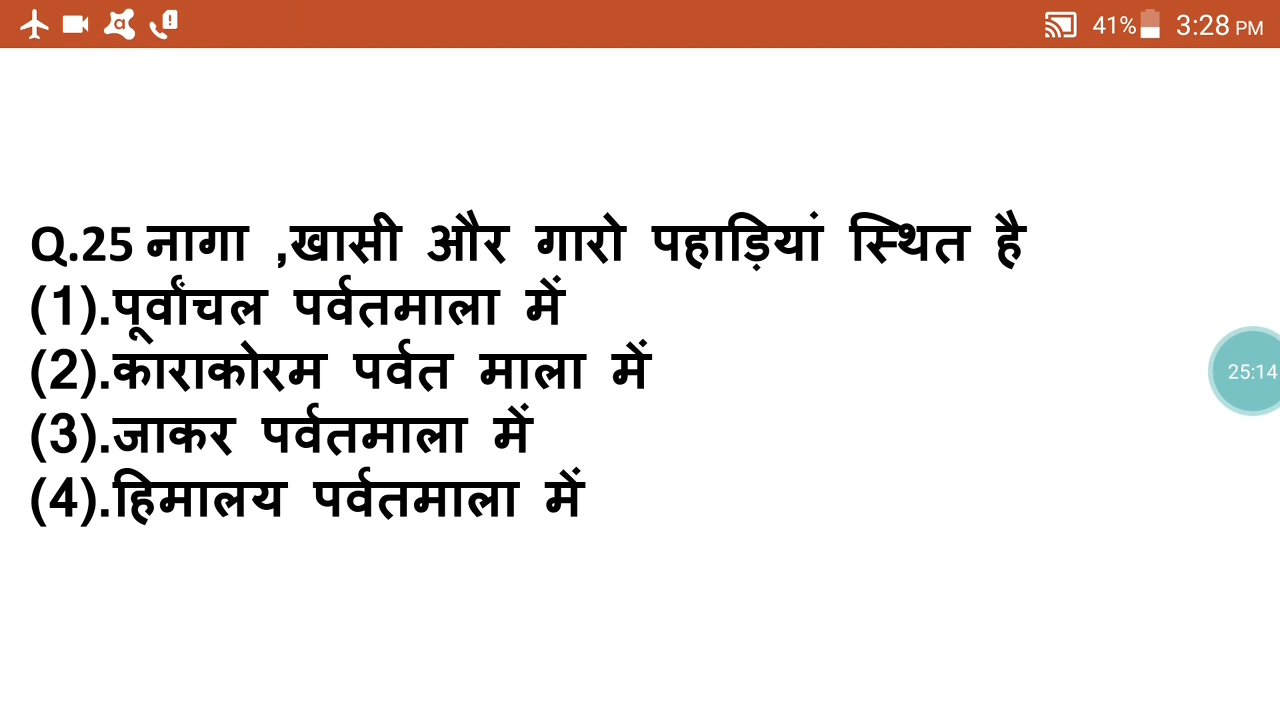 41% 3:28 PM
Q.25 नागा ,खासी और गारो पहाड़ियां स्थित है
(1).पूर्वांचल पर्वतमाला में
(2).काराकोरम पर्वत माला में
25:14
(3).जाकर पर्वतमाला में
(4).हिमालय पर्वतमाला में